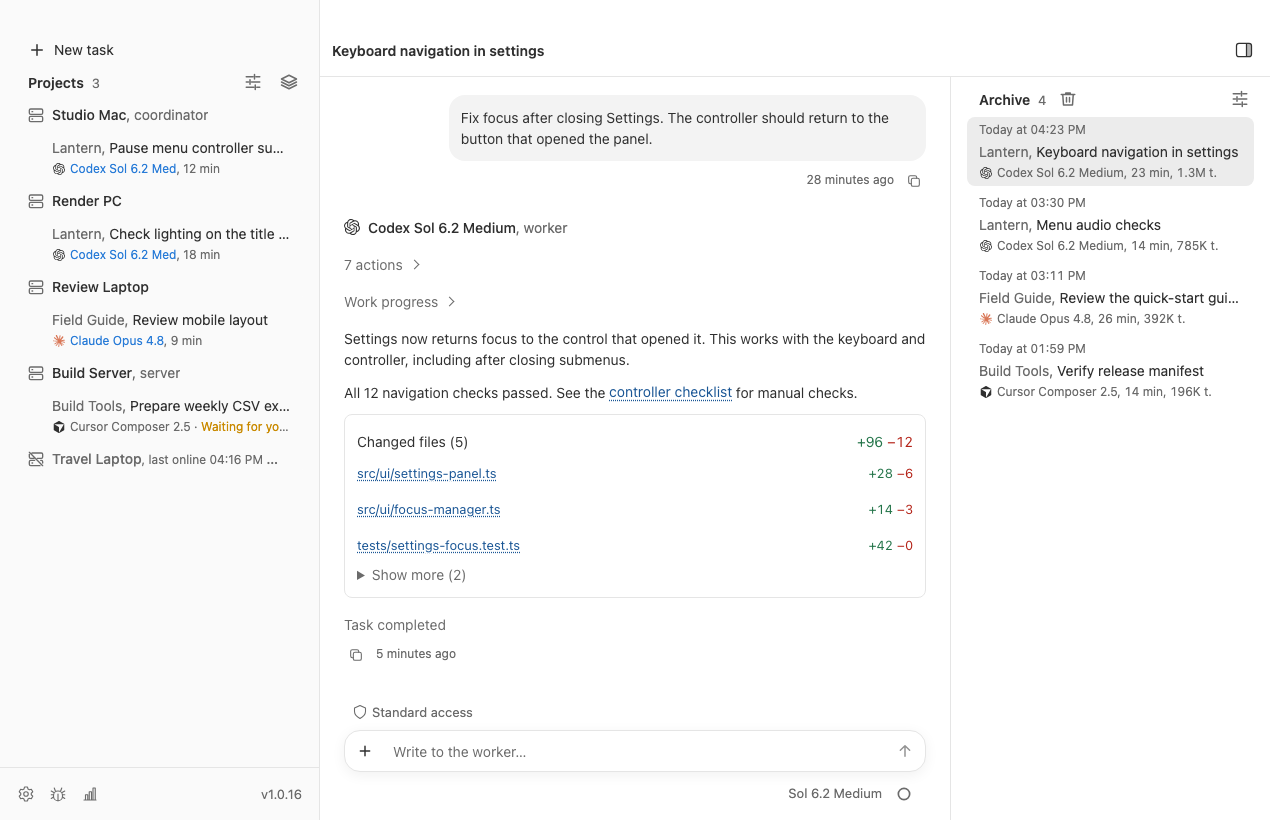 New task
Projects 3
Studio Mac, coordinator
Lantern, Pause menu controller su...
Codex Sol 6.2 Med, 12 min
Render PC
Lantern, Check lighting on the title ...
Codex Sol 6.2 Med, 18 min
Review Laptop
Field Guide, Review mobile layout
Claude Opus 4.8, 9 min
Build Server, server
Build Tools, Prepare weekly CSV ex...
Cursor Composer 2.5 · Waiting for yo...
Travel Laptop, last online 04:16 PM ...
v1.0.16
Keyboard navigation in settings
Fix focus after closing Settings. The controller should return to the
button that opened the panel.
28 minutes ago
Codex Sol 6.2 Medium, worker
7 actions
Work progress
Settings now returns focus to the control that opened it. This works with the keyboard and
controller, including after closing submenus.
All 12 navigation checks passed. See the controller checklist for manual checks.
Changed files (5) +96 −12
src/ui/settings-panel.ts +28 −6
src/ui/focus-manager.ts +14 −3
tests/settings-focus.test.ts +42 −0
Show more (2)
Task completed
5 minutes ago
Standard access
Write to the worker...
Sol 6.2 Medium
Archive 4
Today at 04:23 PM
Lantern, Keyboard navigation in settings
Codex Sol 6.2 Medium, 23 min, 1.3M t.
Today at 03:30 PM
Lantern, Menu audio checks
Codex Sol 6.2 Medium, 14 min, 785K t.
Today at 03:11 PM
Field Guide, Review the quick-start gui...
Claude Opus 4.8, 26 min, 392K t.
Today at 01:59 PM
Build Tools, Verify release manifest
Cursor Composer 2.5, 14 min, 196K t.